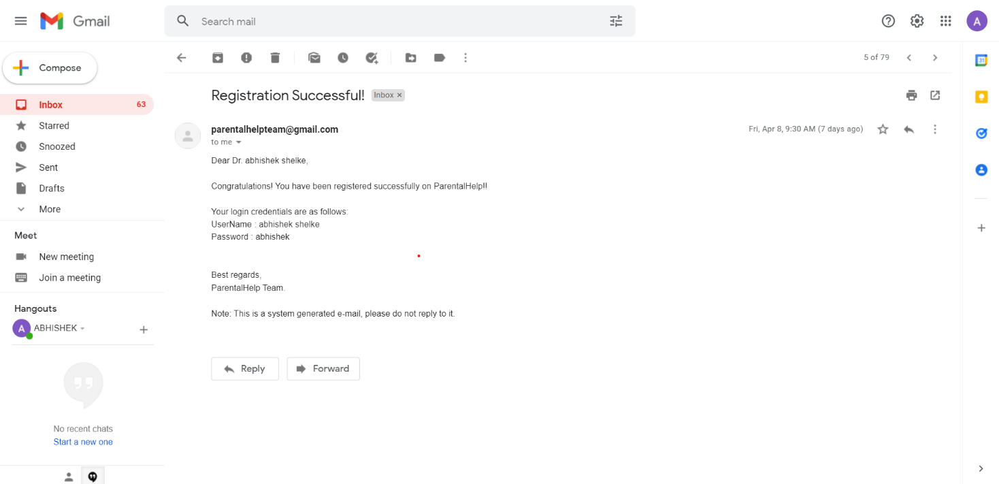 Gmail
Search mail
A
Compose
5 of 79
31
Registration Successful!
Inbox ×
Inbox 63
Starred
Snoozed
Sent
Drafts
More
parentalhelpteam@gmail.com
Fri, Apr 8, 9:30 AM (7 days ago)
to me
Dear Dr. abhishek shelke,
Congratulations! You have been registered successfully on ParentalHelp!!
Your login credentials are as follows:
UserName : abhishek shelke
Password : abhishek
Best regards,
ParentalHelp Team.
Note: This is a system generated e-mail, please do not reply to it.
Reply
Forward
Meet
New meeting
Join a meeting
Hangouts
A ABHISHEK
No recent chats
Start a new one